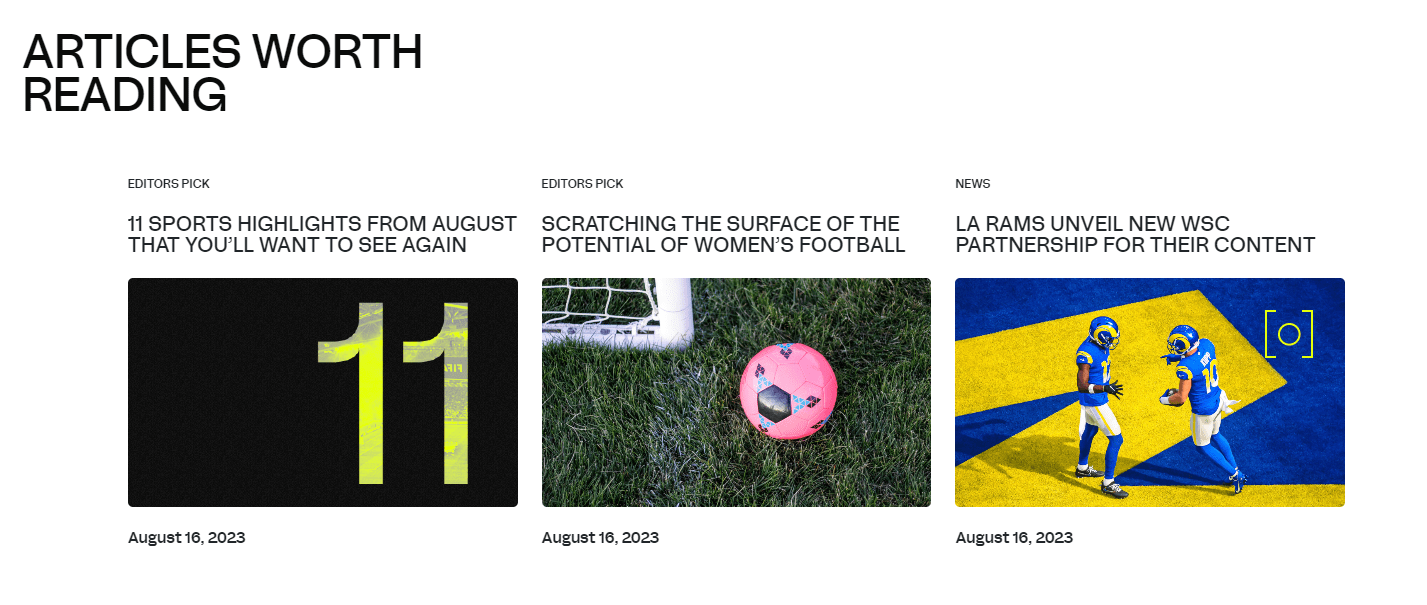 ARTICLES WORTH
READING
EDITORS PICK
11 SPORTS HIGHLIGHTS FROM AUGUST
THAT YOU’LL WANT TO SEE AGAIN
11
August 16, 2023
EDITORS PICK
SCRATCHING THE SURFACE OF THE
POTENTIAL OF WOMEN’S FOOTBALL
August 16, 2023
NEWS
LA RAMS UNVEIL NEW WSC
PARTNERSHIP FOR THEIR CONTENT
10
August 16, 2023